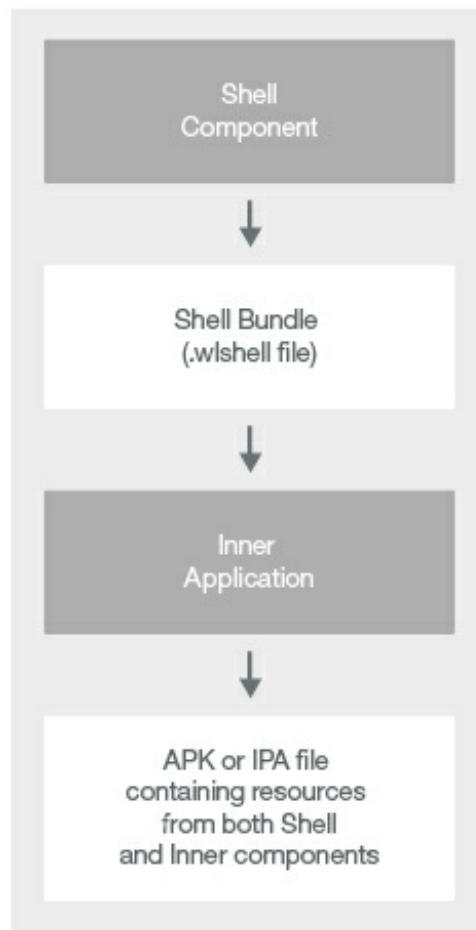 Shell
Component
Shell Bundle
(.wlshell file)
Inner
Application
APK or IPA file
containing resources
from both Shell
and Inner components